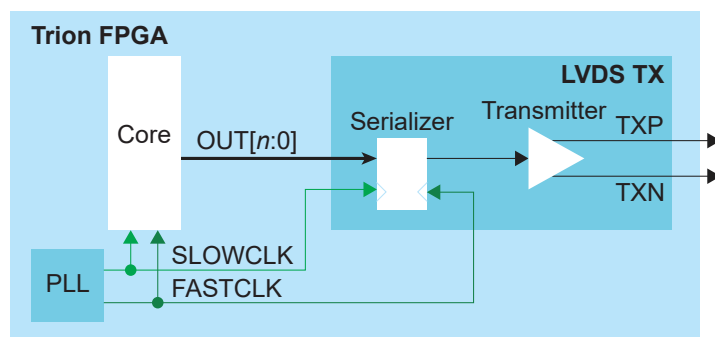 Trion FPGA
LVDS TX
Core
OUT[n:0]
Serializer
Transmitter
TXP
TXN
PLL
SLOWCLK
FASTCLK